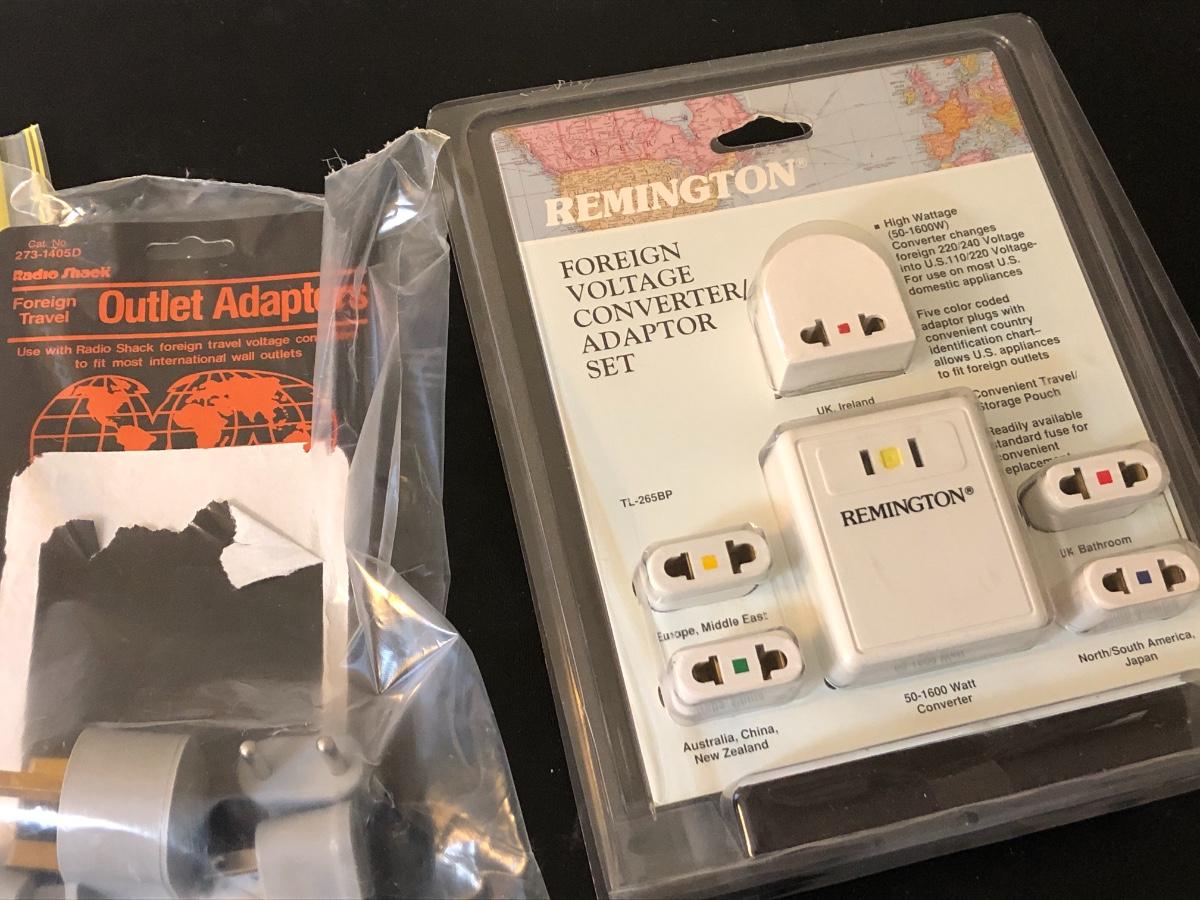 Cat. No.
273-1405D
Radio Shack
Foreign
Travel
Outlet Adapters
Use with Radio Shack foreign travel voltage
to fit most international wall outlets
AMERI
REMINGTON®
FOREIGN
VOLTAGE
CONVERTER/
ADAPTOR
SET
▪ High Wattage
(50-1600W)
Converter changes
foreign 220/240 Voltage
into U.S.110/220 Voltage-
For use on most U.S.
domestic appliances
Five color coded
adaptor plugs with
convenient country
identification chart–
allows U.S. appliances
to fit foreign outlets
Convenient Travel/
Storage Pouch
Readily available
standard fuse for
convenient
eplacement
UK, Ireland
TL-265BP
REMINGTON®
UK Bathroom
Europe, Middle East
North/South America,
Japan
50-1600 Watt
Converter
Australia, China,
New Zealand